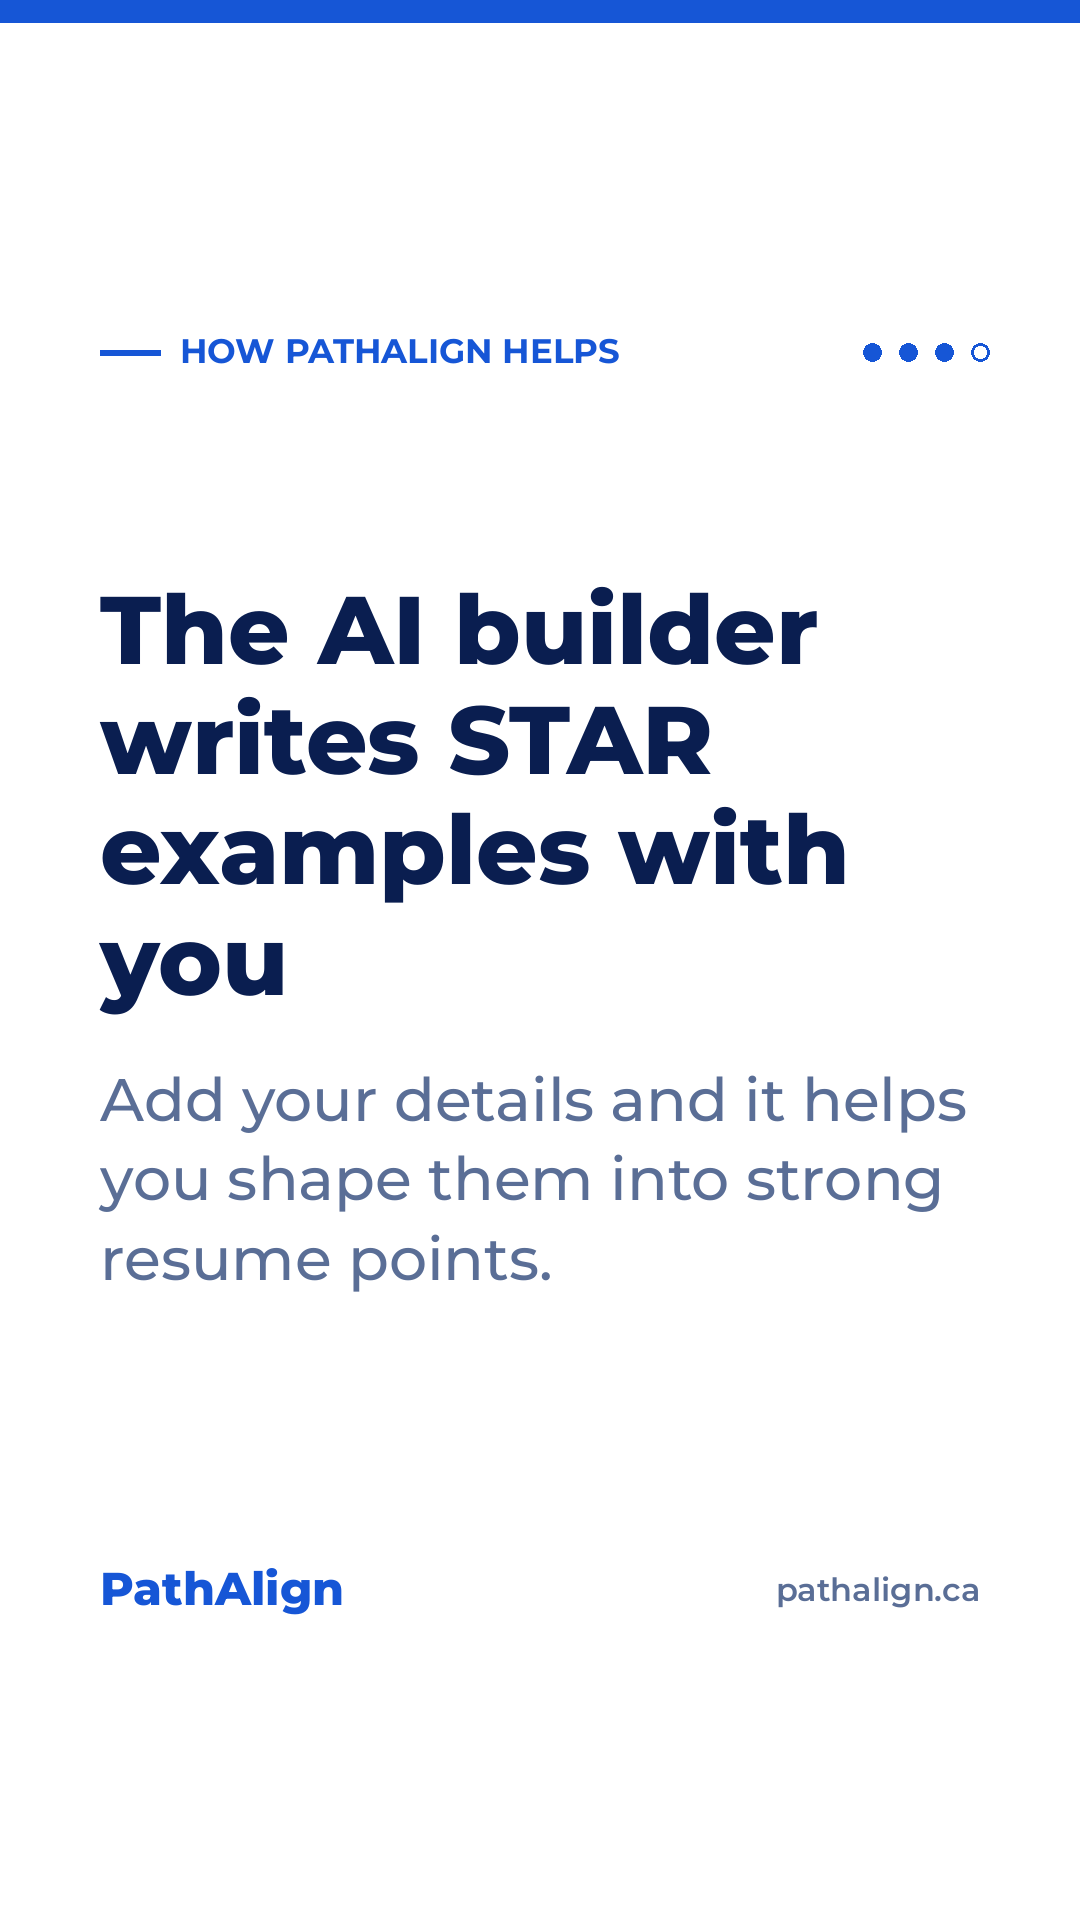 HOW PATHALIGN HELPS
The AI builder
writes STAR
examples with
you
Add your details and it helps
you shape them into strong
resume points.
PathAlign
pathalign.ca